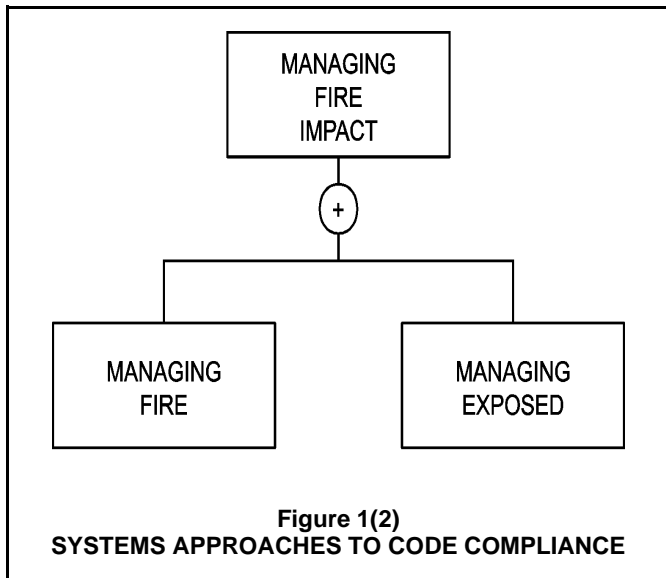 MANAGING
FIRE
IMPACT
+
MANAGING
FIRE
MANAGING
EXPOSED
Figure 1(2)
SYSTEMS APPROACHES TO CODE COMPLIANCE